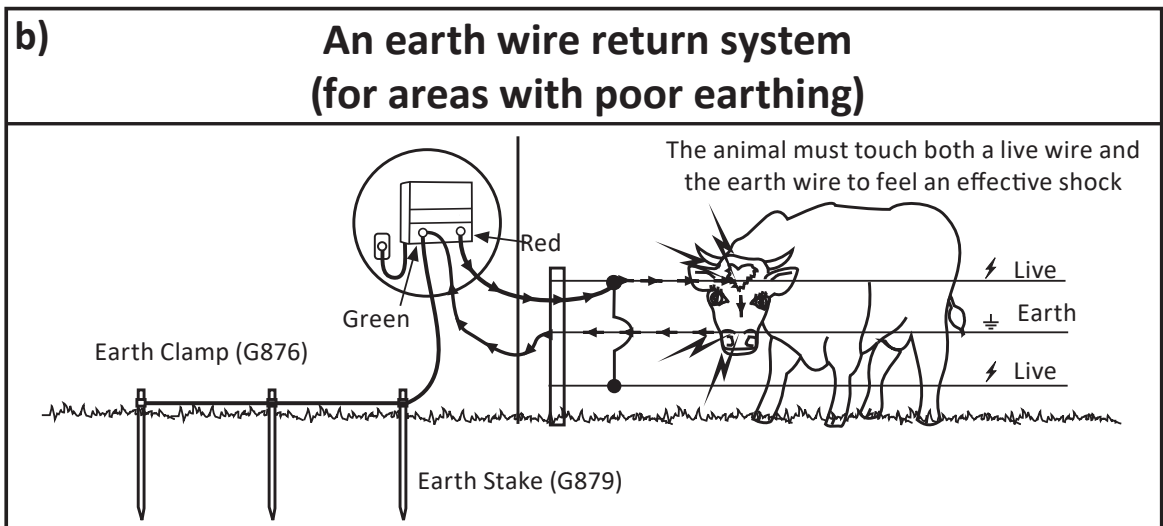 b)
An earth wire return system
(for areas with poor earthing)
The animal must touch both a live wire and
the earth wire to feel an effective shock
Red
Live
Green
Earth
Earth Clamp (G876)
Live
Earth Stake (G879)